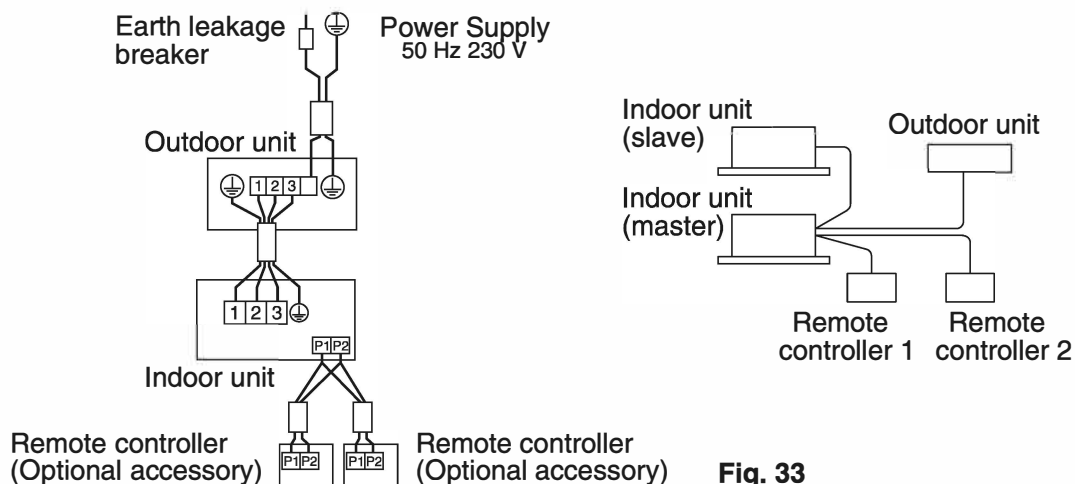 Earth leakage
breaker
Power Supply
50 Hz 230 V
Outdoor unit
1 2 3
1 2 3
P1 P2
Indoor unit
Remote controller
(Optional accessory)
P1 P2
P1 P2
Remote controller
(Optional accessory)
Indoor unit
(slave)
Outdoor unit
Indoor unit
(master)
Remote
controller 1
Remote
controller 2
Fig. 33